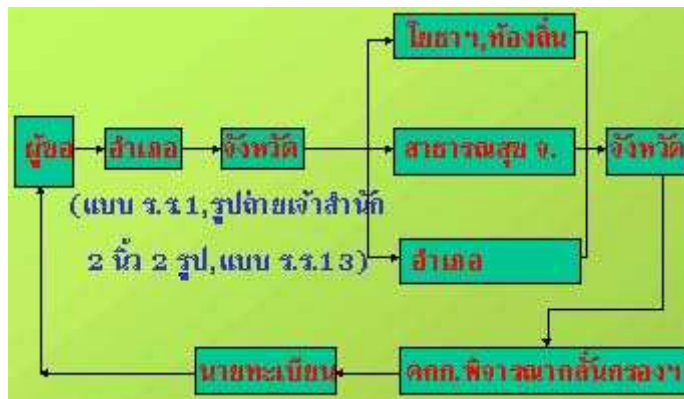 โยธาฯ,ท้องถิ่น
ผู้ขอ
อำเภอ
จังหวัด
สาธารณสุข จ.
จังหวัด
(แบบ ร.ร.1,รูปถ่ายเจ้าสำนัก
2 นิ้ว 2 รูป,แบบ ร.ร.13)
อำเภอ
นายทะเบียน
คกก.พิจารณากลั่นกรองฯ